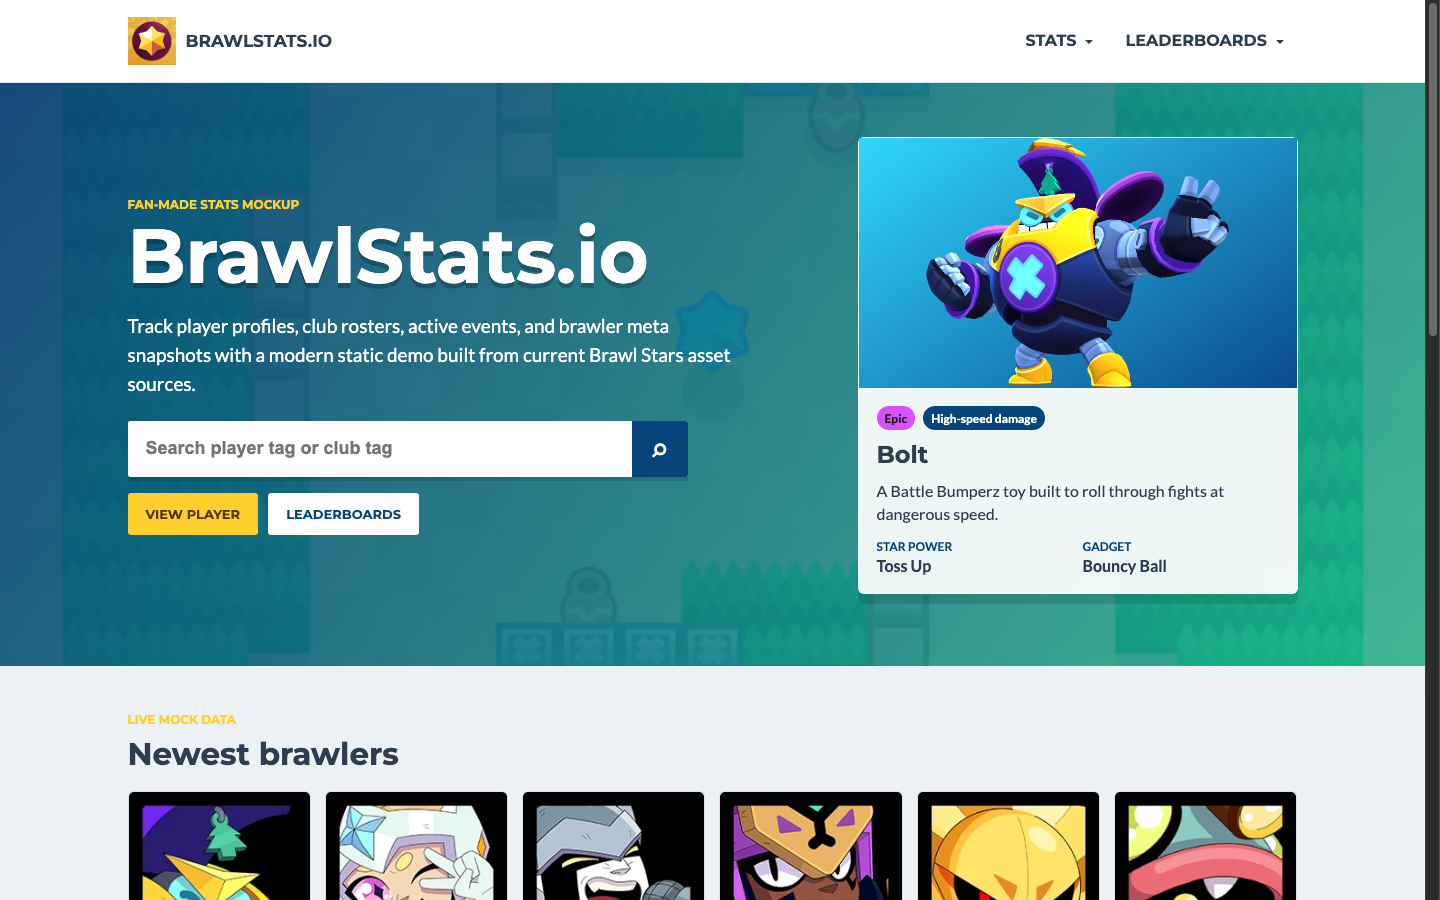 BRAWLSTATS.IO
STATS
LEADERBOARDS
FAN-MADE STATS MOCKUP
BrawlStats.io
Track player profiles, club rosters, active events, and brawler meta
snapshots with a modern static demo built from current Brawl Stars asset
sources.
Search player tag or club tag
VIEW PLAYER
LEADERBOARDS
Epic
High-speed damage
Bolt
A Battle Bumperz toy built to roll through fights at
dangerous speed.
STAR POWER
GADGET
Toss Up
Bouncy Ball
LIVE MOCK DATA
Newest brawlers